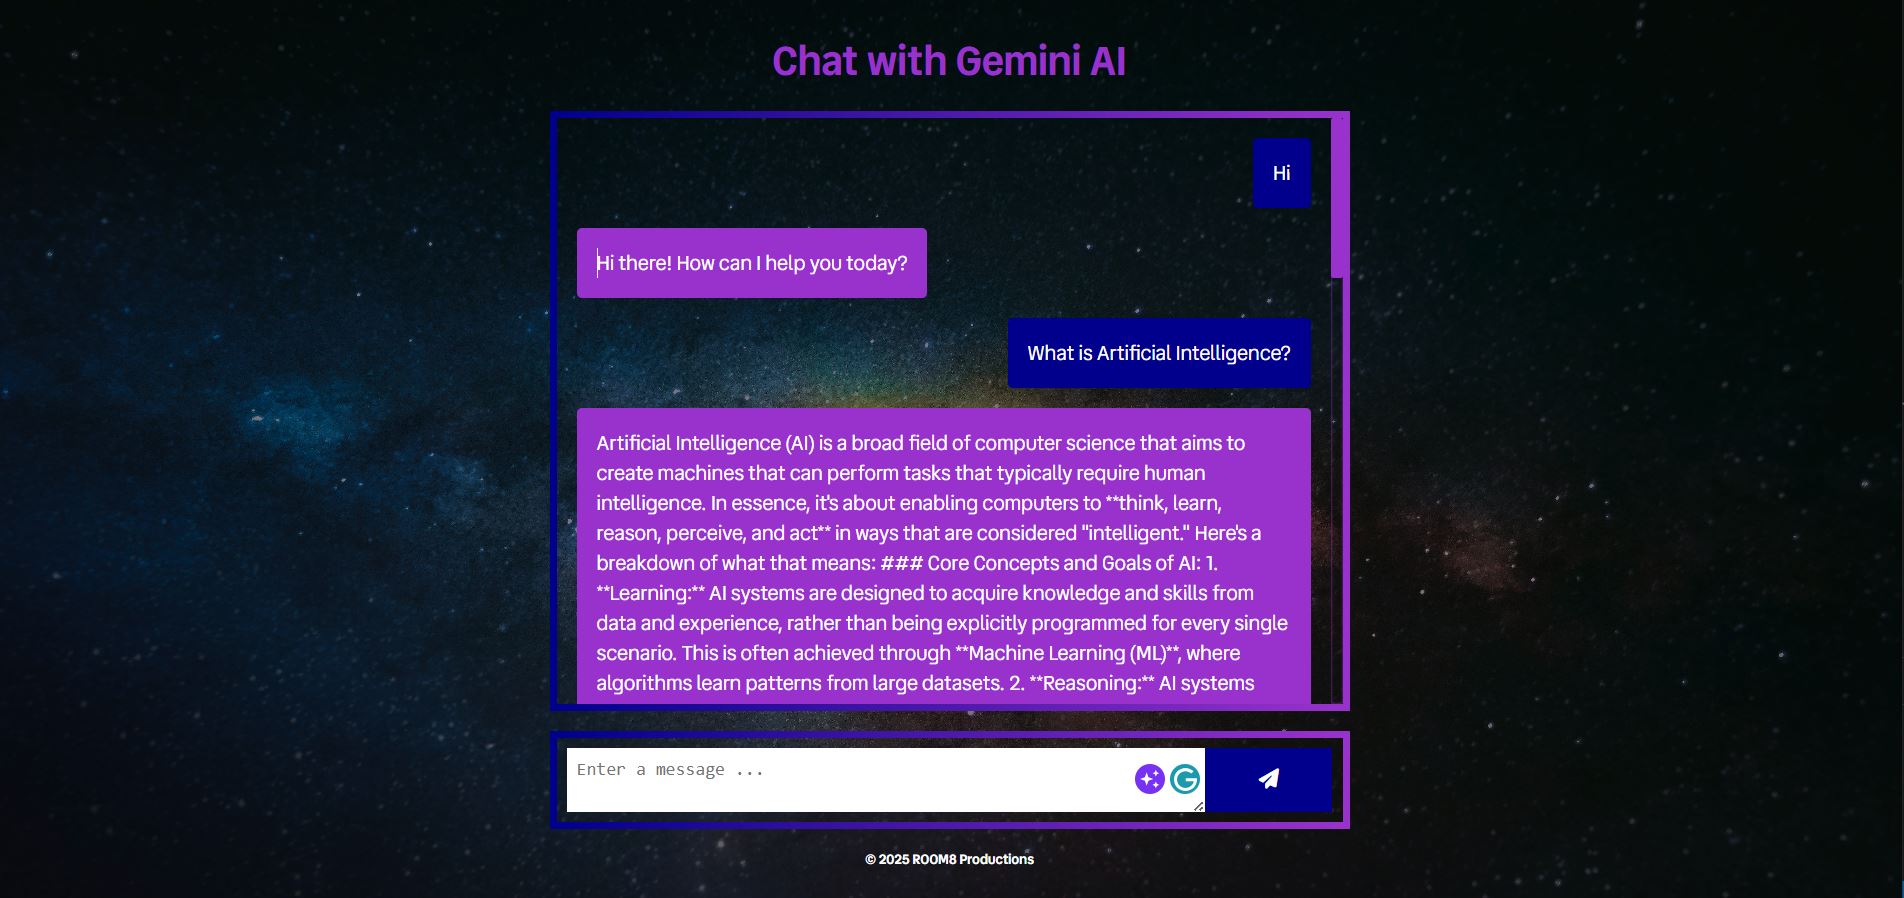 Chat with Gemini AI
Hi
Hi there! How can I help you today?
What is Artificial Intelligence?
Artificial Intelligence (AI) is a broad field of computer science that aims to
create machines that can perform tasks that typically require human
intelligence. In essence, it's about enabling computers to **think, learn,
reason, perceive, and act** in ways that are considered "intelligent." Here's a
breakdown of what that means: ### Core Concepts and Goals of AI: 1.
**Learning:** AI systems are designed to acquire knowledge and skills from
data and experience, rather than being explicitly programmed for every single
scenario. This is often achieved through **Machine Learning (ML)**, where
algorithms learn patterns from large datasets. 2. **Reasoning:** AI systems
Enter a message ...
© 2025 ROOM8 Productions